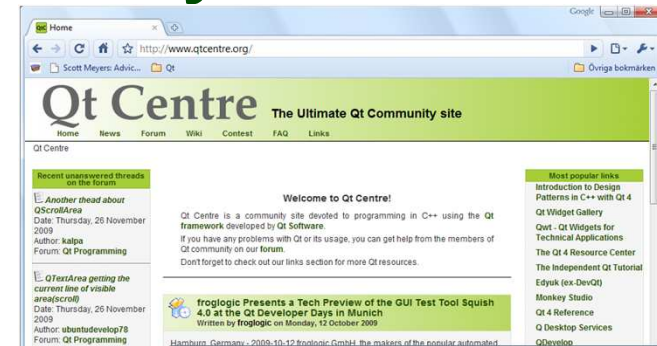 Google
Home
http://www.qtcentre.org/
Scott Meyers: Advic...
Qt
Övriga bokmärken
Qt Centre
The Ultimate Qt Community site
Home News Forum Wiki Contest FAQ Links
Qt Centre
Recent unanswered threads
on the forum
Another thead about
QScrollArea
Date: Thursday, 26 November
2009
Author: kalpa
Forum: Qt Programming
QTextArea getting the
current line of visible
area(scroll)
Date: Thursday, 26 November
2009
Author: ubuntudevelop78
Forum: Qt Programming
Welcome to Qt Centre!
Qt Centre is a community site devoted to programming in C++ using the Qt
framework developed by Qt Software.
If you have any problems with Qt or its usage, you can get help from the members of
Qt community on our forum.
Don't forget to check out our links section for more Qt resources.
froglogic Presents a Tech Preview of the GUI Test Tool Squish
4.0 at the Qt Developer Days in Munich
Written by froglogic on Monday, 12 October 2009
Hamburg, Germany - 2009-10-12 froglogic GmbH, the makers of the popular automated
Most popular links
Introduction to Design
Patterns in C++ with Qt 4
Qt Widget Gallery
Qwt - Qt Widgets for
Technical Applications
The Qt 4 Resource Center
The Independent Qt Tutorial
Edyuk (ex-DevQt)
Monkey Studio
Qt 4 Reference
Q Desktop Services
QDevelop